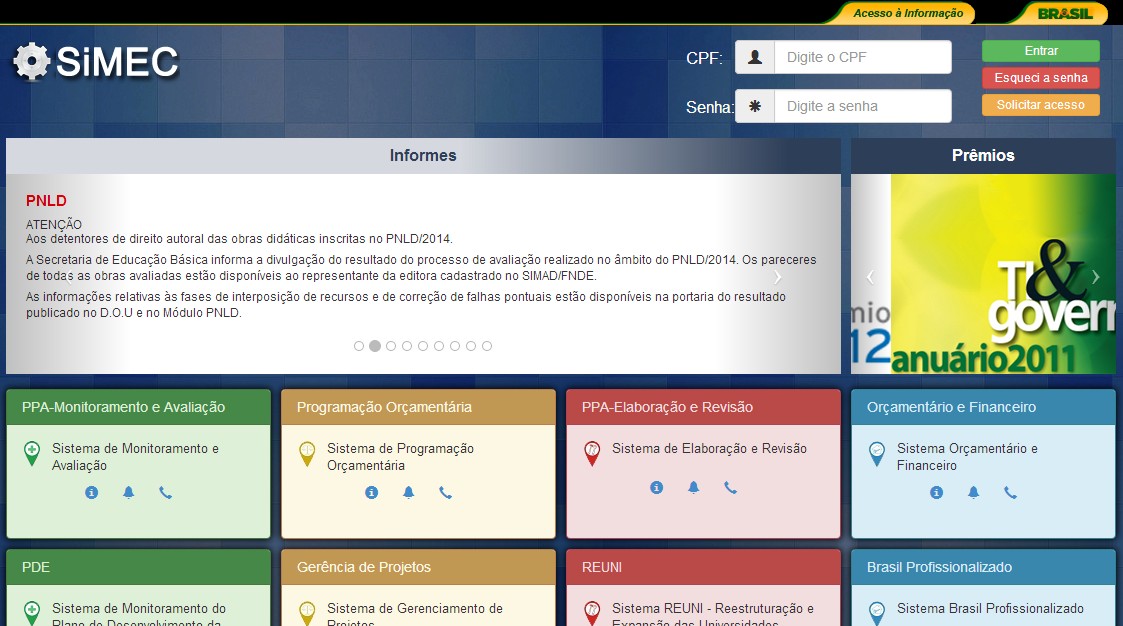 Acesso à Informação
BRASIL
SiMEC
CPF:
Digite o CPF
Entrar
Esqueci a senha
Senha:
Digite a senha
Solicitar acesso
Informes
PNLD
ATENÇÃO
Aos detentores de direito autoral das obras didáticas inscritas no PNLD/2014.
A Secretaria de Educação Básica informa a divulgação do resultado do processo de avaliação realizado no âmbito do PNLD/2014. Os pareceres
de todas as obras avaliadas estão disponíveis ao representante da editora cadastrado no SIMAD/FNDE.
As informações relativas às fases de interposição de recursos e de correção de falhas pontuais estão disponíveis na portaria do resultado
publicado no D.O.U e no Módulo PNLD.
Prêmios
mio
12
TI&
govern
anuário2011
PPA-Monitoramento e Avaliação
Sistema de Monitoramento e
Avaliação
Programação Orçamentária
Sistema de Programação
Orçamentária
PPA-Elaboração e Revisão
Sistema de Elaboração e Revisão
Orçamentário e Financeiro
Sistema Orçamentário e
Financeiro
PDE
Sistema de Monitoramento do
Plano de Desenvolvimento da
Gerência de Projetos
Sistema de Gerenciamento de
Projetos
REUNI
Sistema REUNI - Reestruturação e
Expansão das Universidades
Brasil Profissionalizado
Sistema Brasil Profissionalizado